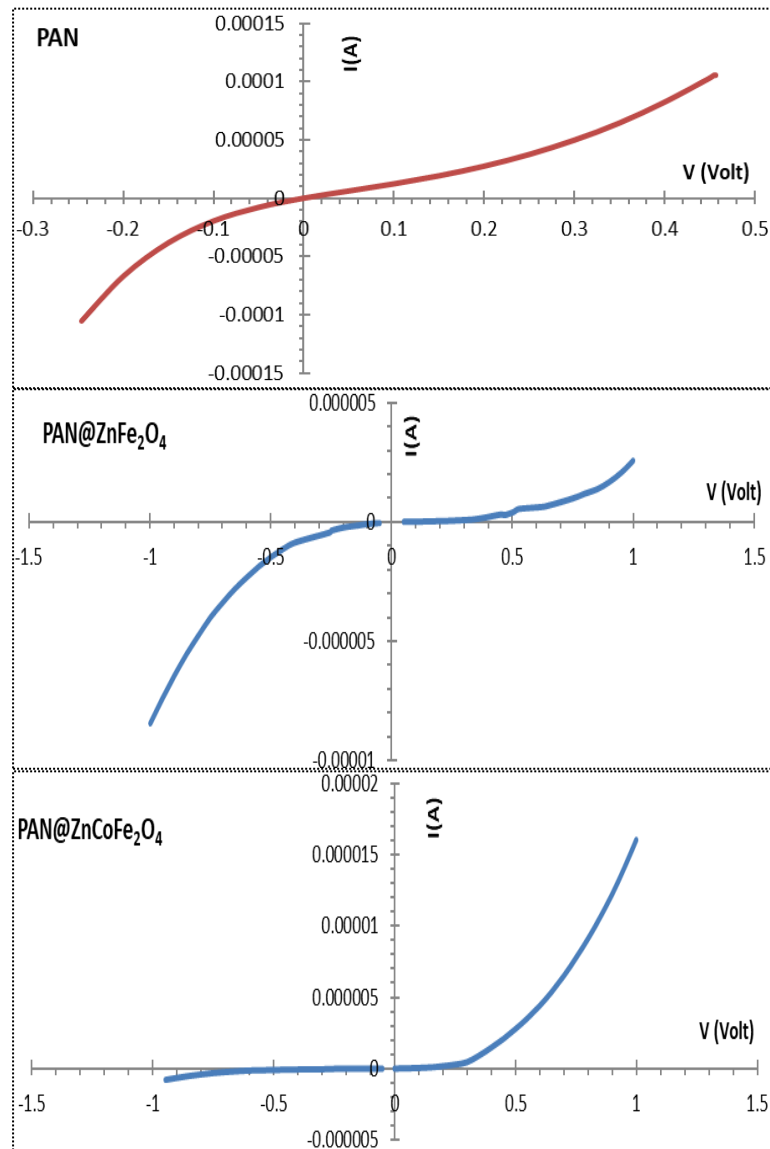 PAN
I(A)
0.00015
0.0001
0.00005
0
-0.00005
-0.0001
-0.00015
V (Volt)
-0.3 -0.2 -0.1 0 0.1 0.2 0.3 0.4 0.5
PAN@ZnFe₂O₄
I(A)
0.000005
0
-0.000005
-0.00001
V (Volt)
-1.5 -1 -0.5 0 0.5 1 1.5
PAN@ZnCoFe₂O₄
I(A)
0.00002
0.000015
0.00001
0.000005
0
-0.000005
V (Volt)
-1.5 -1 -0.5 0 0.5 1 1.5